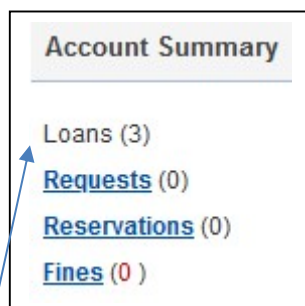 Account Summary
Loans (3)
Requests (0)
Reservations (0)
Fines (0 )